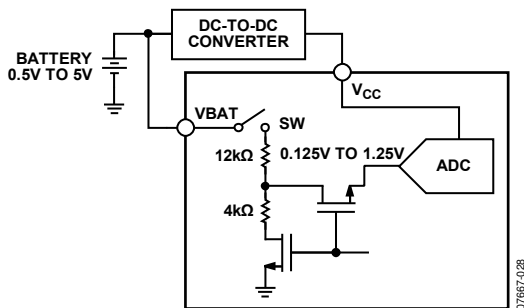 DC-TO-DC
CONVERTER
BATTERY
0.5V TO 5V
VCC
VBAT
SW
12kΩ
0.125V TO 1.25V
ADC
4kΩ
07667-028